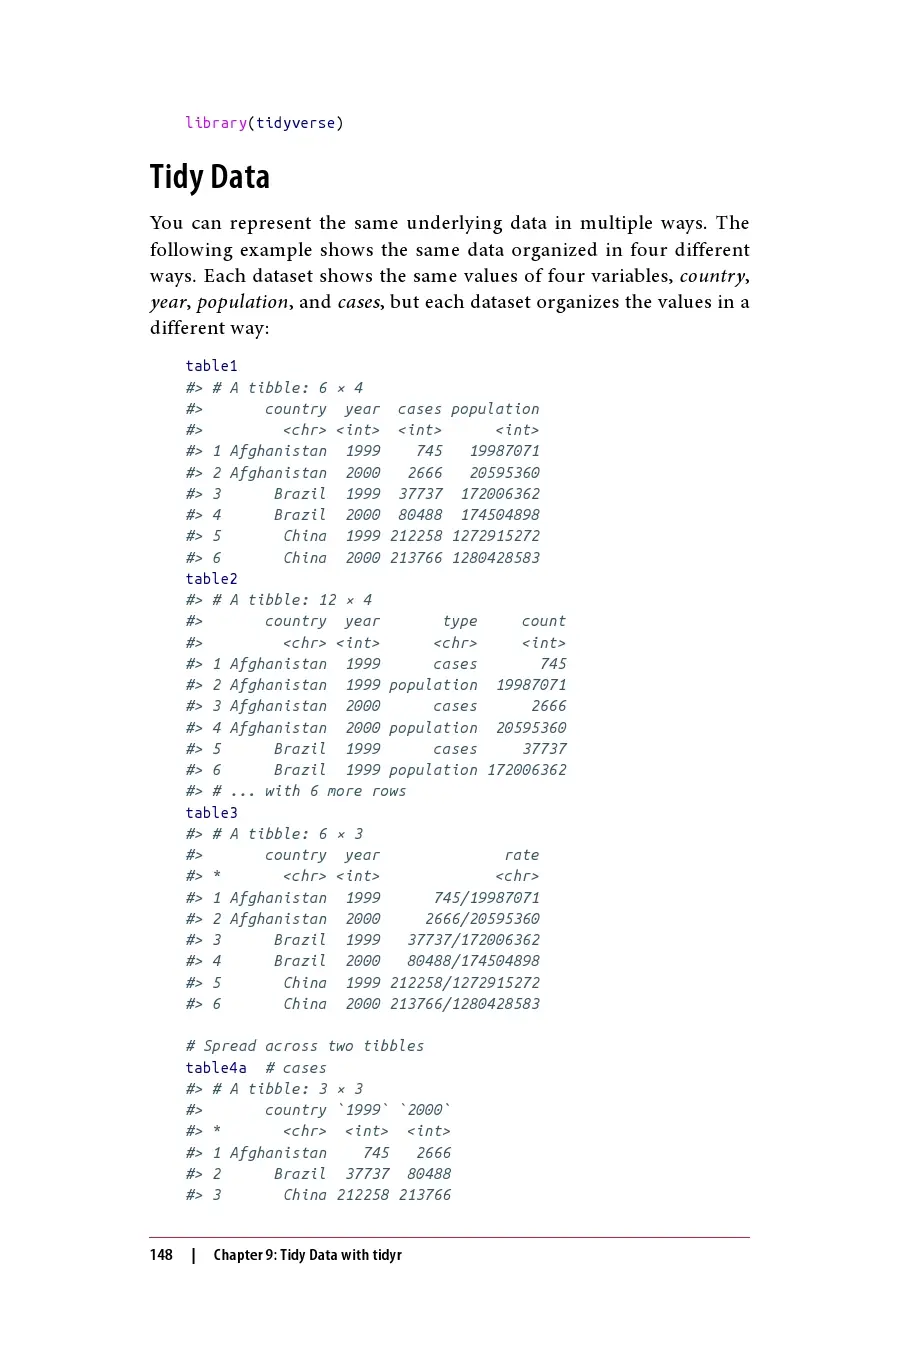 library(tidyverse)
Tidy Data
You can represent the same underlying data in multiple ways. The
following example shows the same data organized in four different
ways. Each dataset shows the same values of four variables, country,
year, population, and cases, but each dataset organizes the values in a
different way:
table1
#> # A tibble: 6 × 4
#>       country  year  cases population
#>         <chr> <int>  <int>      <int>
#> 1 Afghanistan  1999    745   19987071
#> 2 Afghanistan  2000   2666   20595360
#> 3      Brazil  1999  37737  172006362
#> 4      Brazil  2000  80488  174504898
#> 5       China  1999 212258 1272915272
#> 6       China  2000 213766 1280428583
table2
#> # A tibble: 12 × 4
#>       country  year       type     count
#>         <chr> <int>      <chr>     <int>
#> 1 Afghanistan  1999      cases       745
#> 2 Afghanistan  1999 population  19987071
#> 3 Afghanistan  2000      cases      2666
#> 4 Afghanistan  2000 population  20595360
#> 5      Brazil  1999      cases     37737
#> 6      Brazil  1999 population 172006362
#> # ... with 6 more rows
table3
#> # A tibble: 6 × 3
#>       country  year              rate
#> *       <chr> <int>             <chr>
#> 1 Afghanistan  1999      745/19987071
#> 2 Afghanistan  2000     2666/20595360
#> 3      Brazil  1999   37737/172006362
#> 4      Brazil  2000   80488/174504898
#> 5       China  1999 212258/1272915272
#> 6       China  2000 213766/1280428583
# Spread across two tibbles
table4a  # cases
#> # A tibble: 3 × 3
#>       country `1999` `2000`
#> *       <chr>  <int>  <int>
#> 1 Afghanistan    745   2666
#> 2      Brazil  37737  80488
#> 3       China 212258 213766
148 | Chapter 9: Tidy Data with tidyr